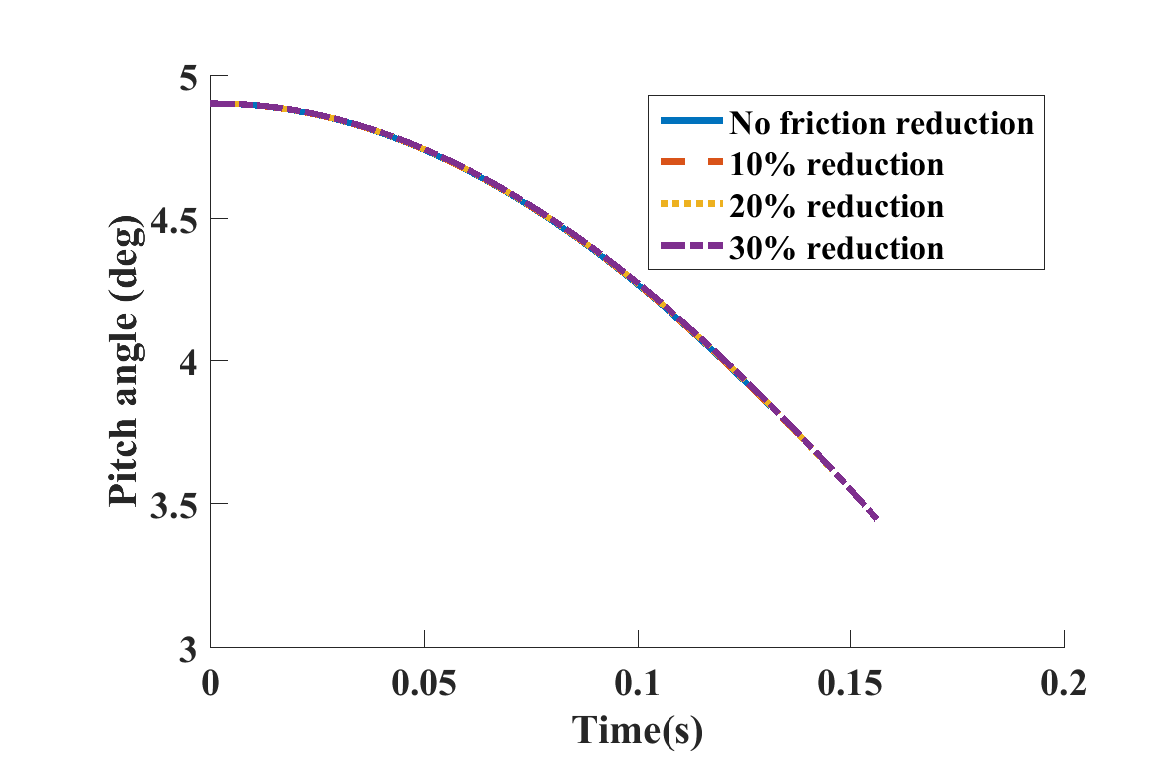 5
4.5
4
3.5
3
Pitch angle (deg)
No friction reduction
10% reduction
20% reduction
30% reduction
0
0.05
0.1
0.15
0.2
Time(s)